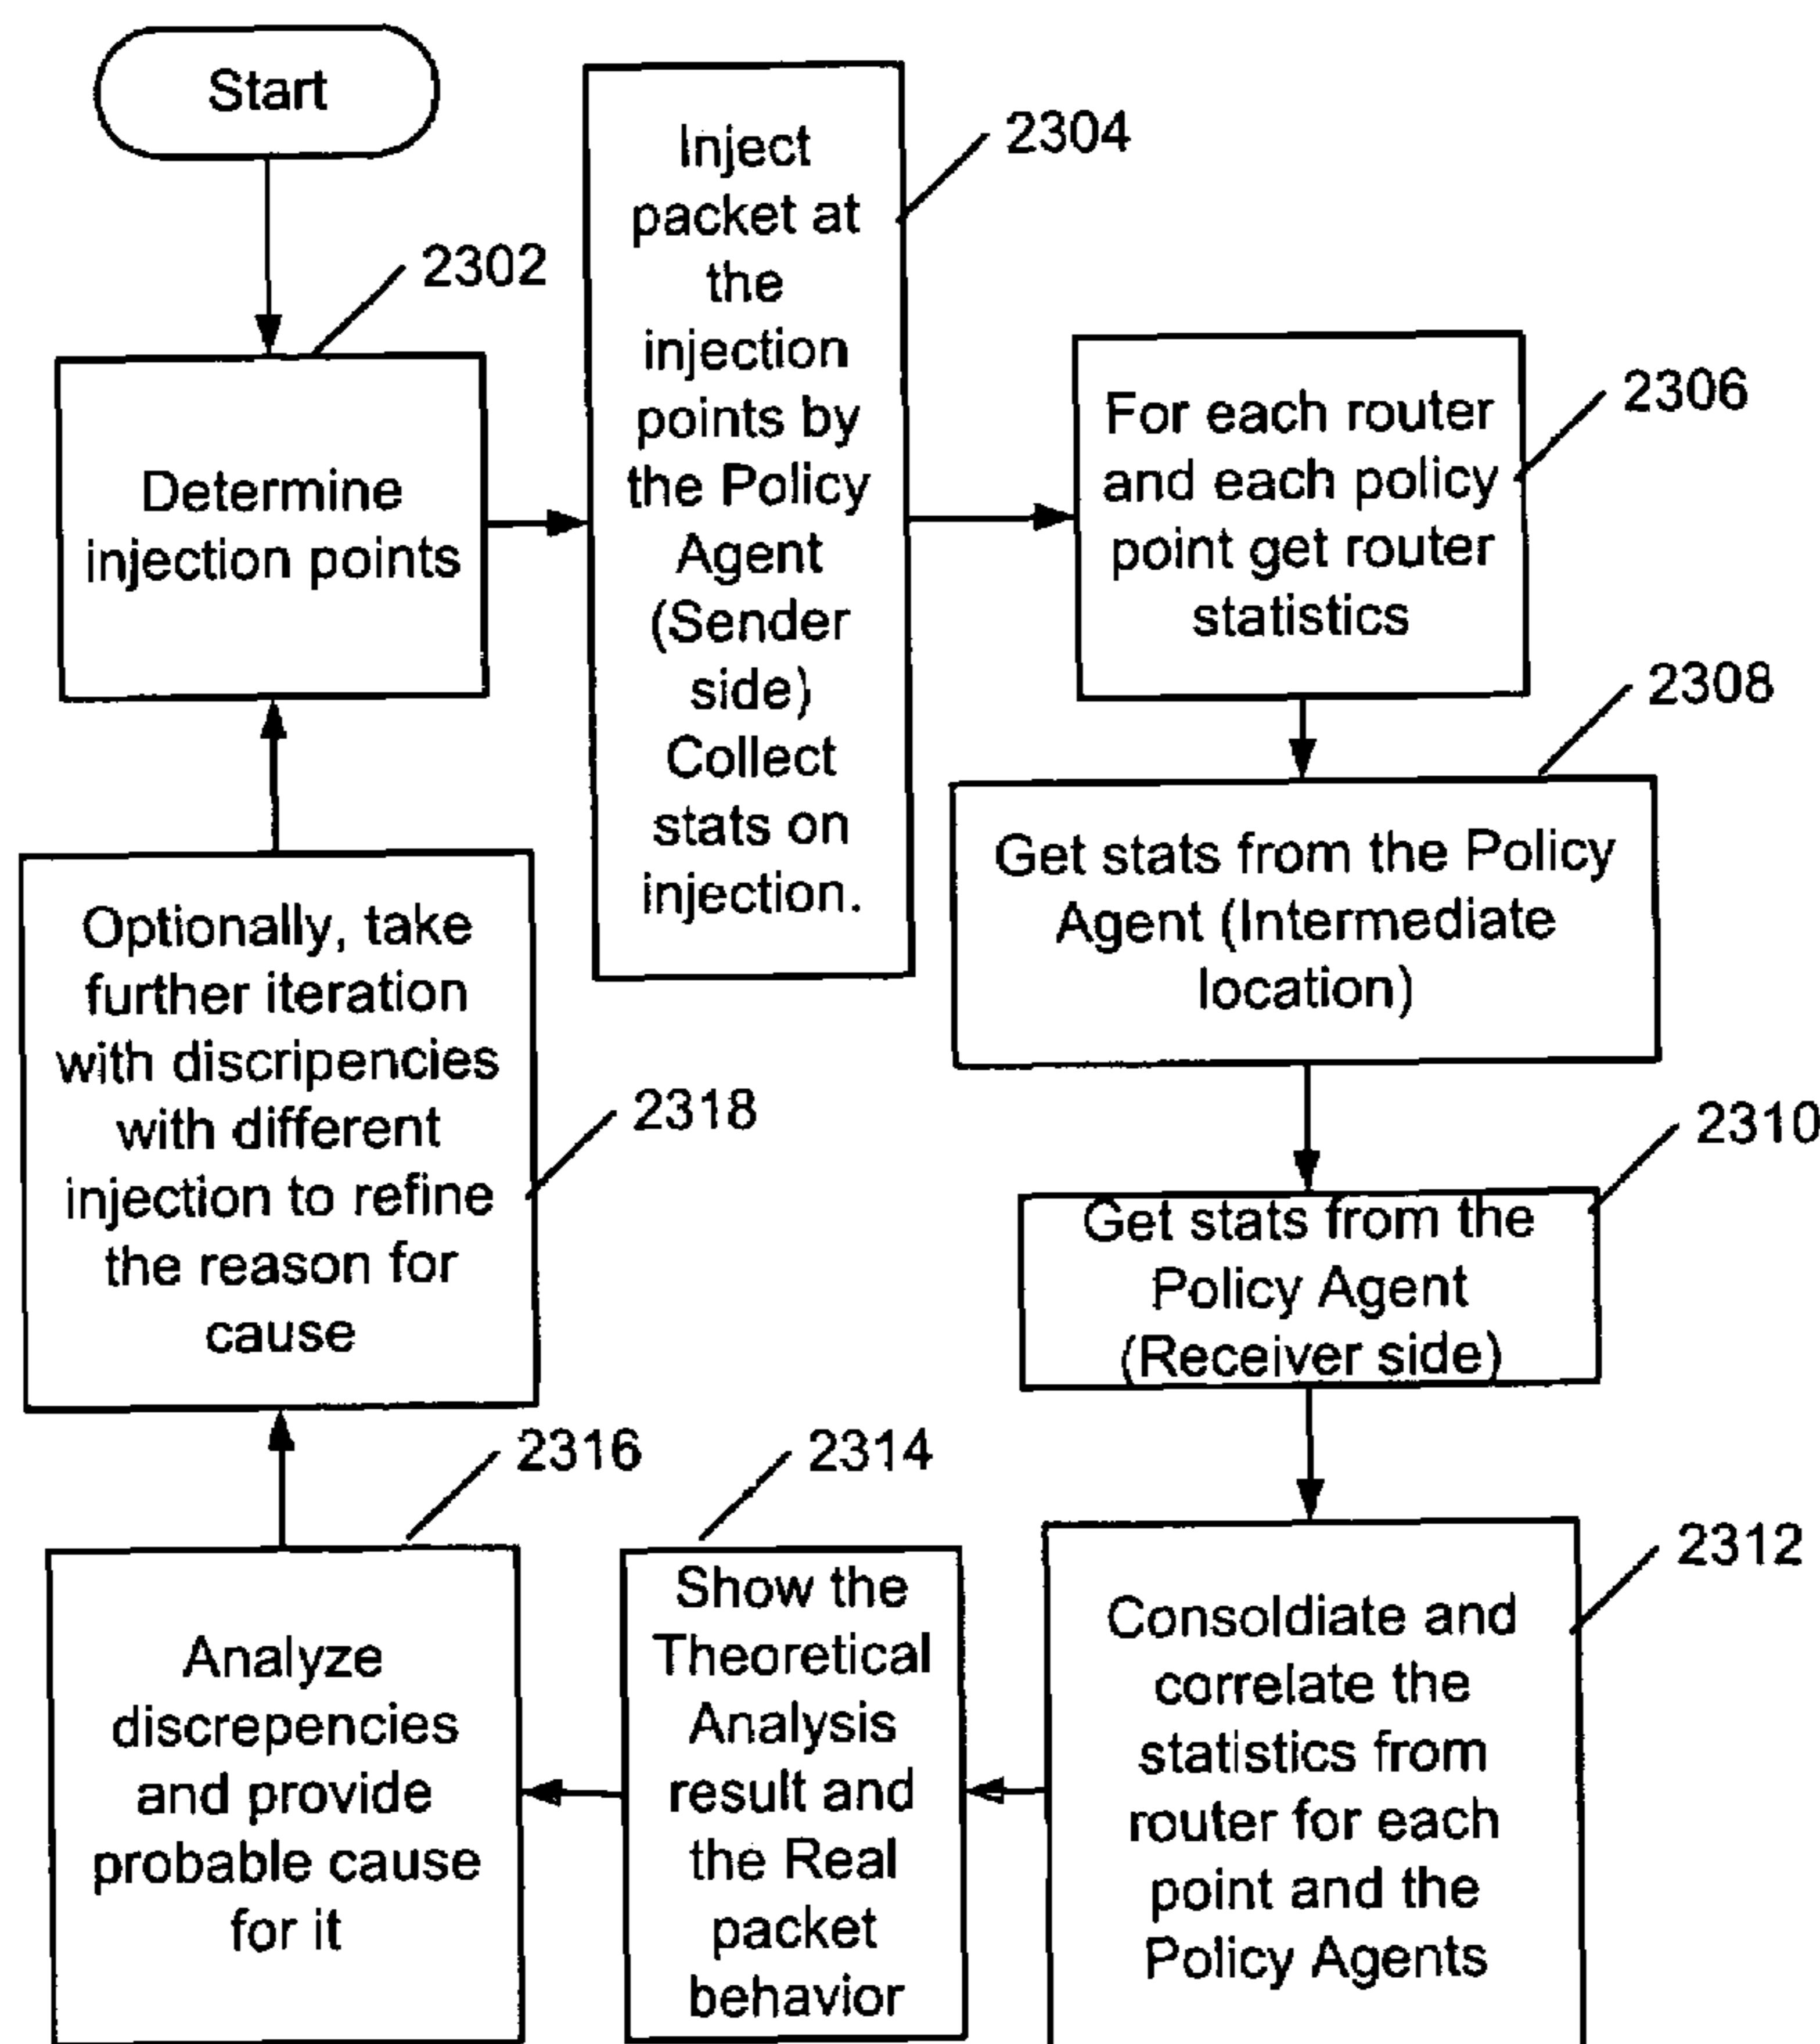 Start
2302
Determine
injection points
2304
Inject
packet at
the
injection
points by
the Policy
Agent
(Sender
side)
Collect
stats on
injection.
2306
For each router
and each policy
point get router
statistics
2308
Get stats from the Policy
Agent (Intermediate
location)
2310
Get stats from the
Policy Agent
(Receiver side)
2312
Consoldiate and
correlate the
statistics from
router for each
point and the
Policy Agents
2314
Show the
Theoretical
Analysis
result and
the Real
packet
behavior
2316
Analyze
discrepencies
and provide
probable cause
for it
2318
Optionally, take
further iteration
with discripencies
with different
injection to refine
the reason for
cause